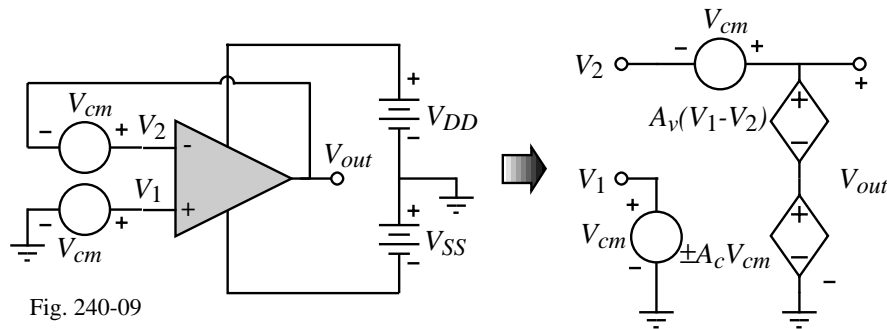 V_cm
- + V_2
-
V_1
- + +
V_cm
V_out
+
V_DD
-
+
V_SS
-
Fig. 240-09
V_cm
V_2 - +
+
A_v(V_1-V_2)
+
-
V_1
+
V_cm
-
±A_cV_cm
+
-
V_out
-